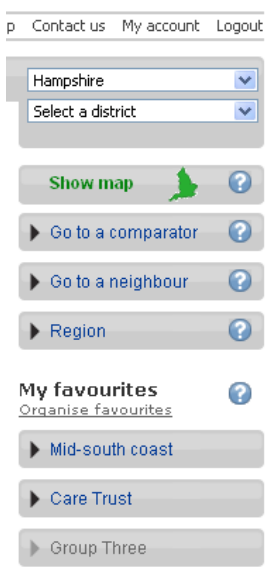 p Contact us My account Logout
Hampshire
Select a district
Show map ?
Go to a comparator ?
Go to a neighbour ?
Region ?
My favourites ?
Organise favourites
Mid-south coast
Care Trust
Group Three